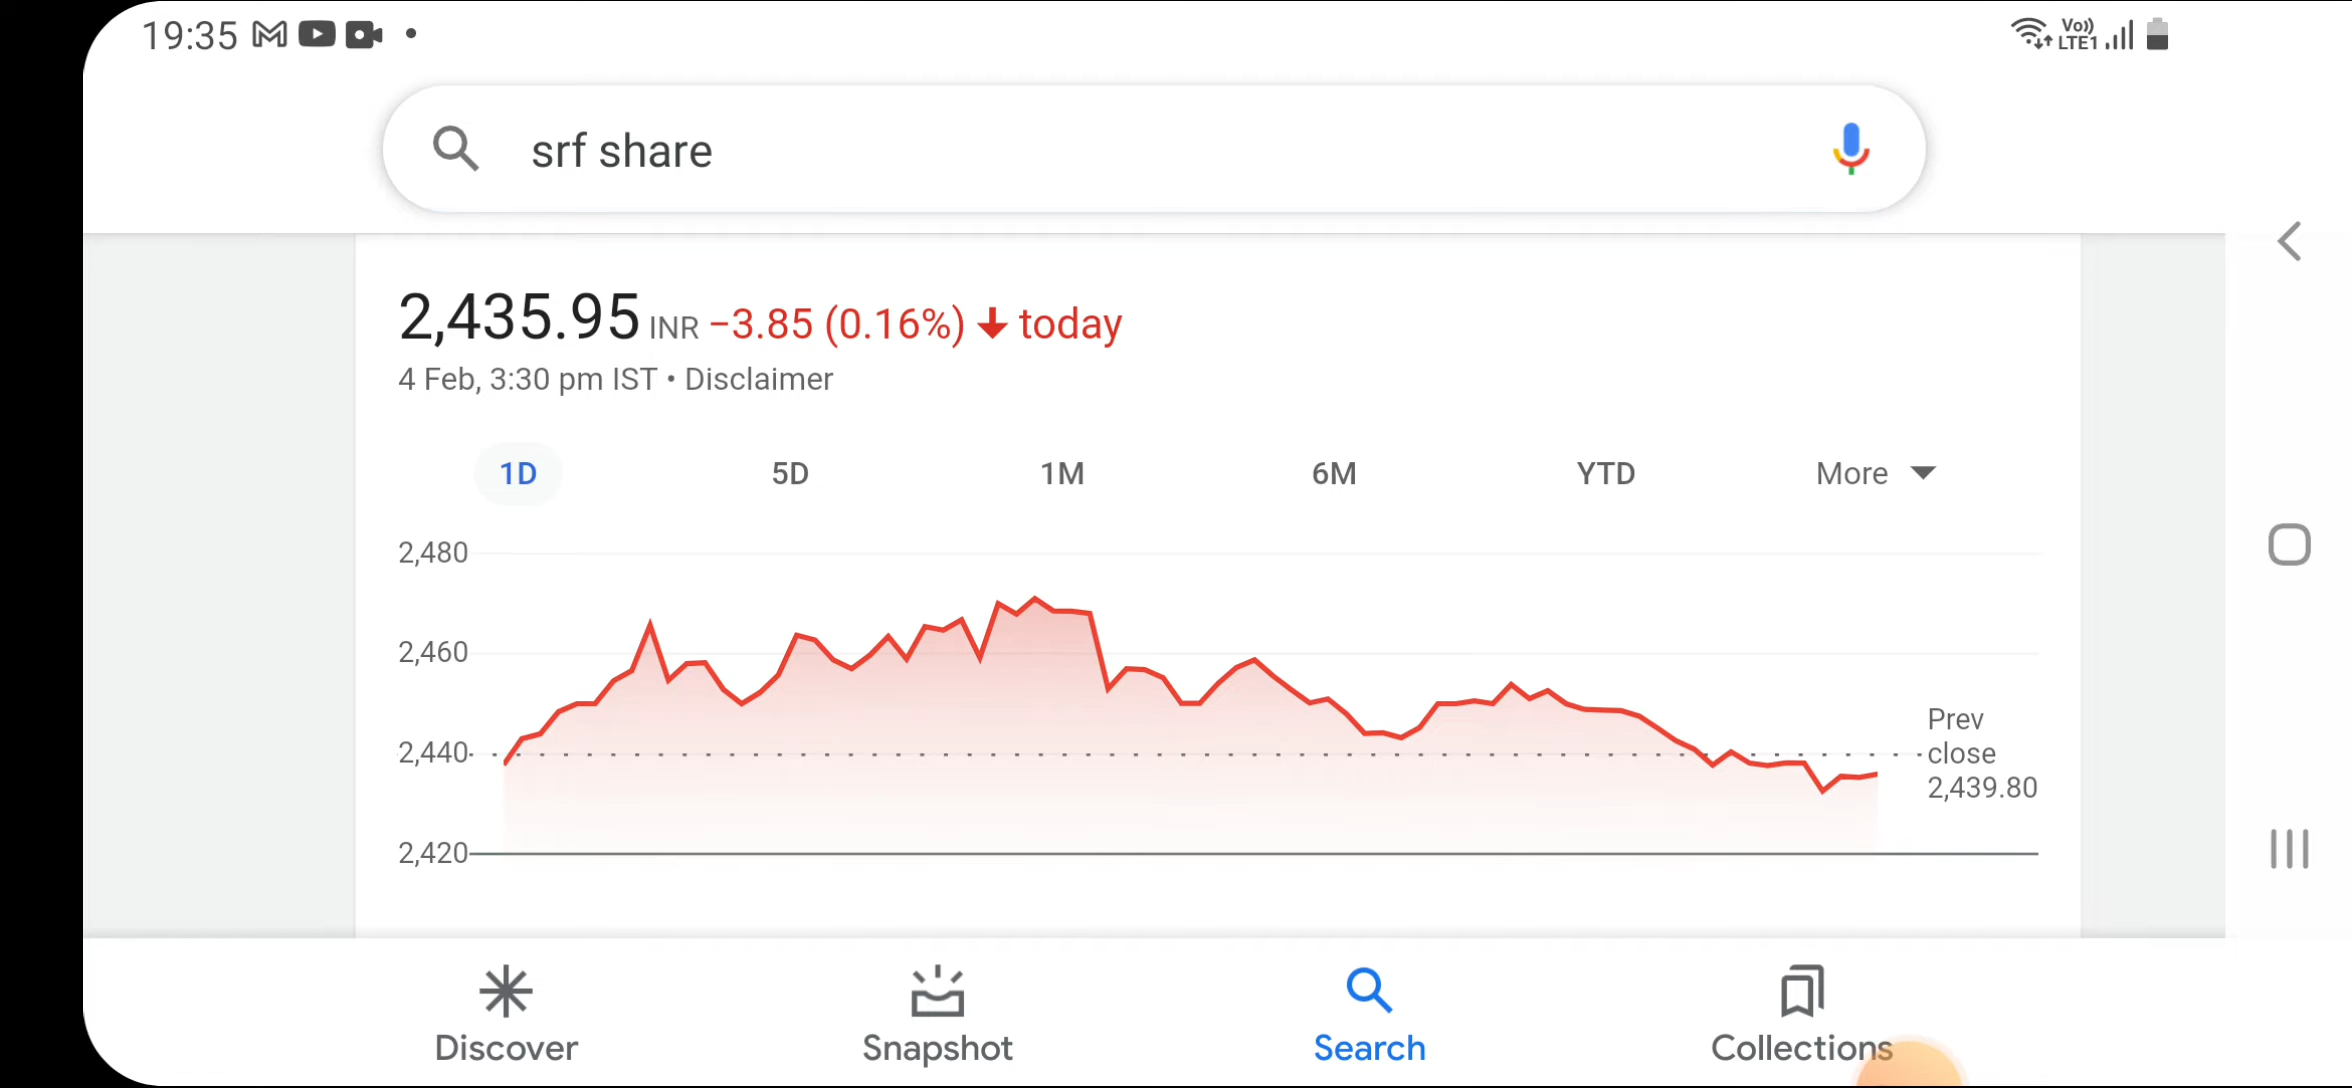 19:35
Vo)) LTE1
srf share
2,435.95 INR −3.85 (0.16%) ↓ today
4 Feb, 3:30 pm IST • Disclaimer
1D 5D 1M 6M YTD More
2,480
2,460
2,440
2,420
Prev
close
2,439.80
Discover Snapshot Search Collections